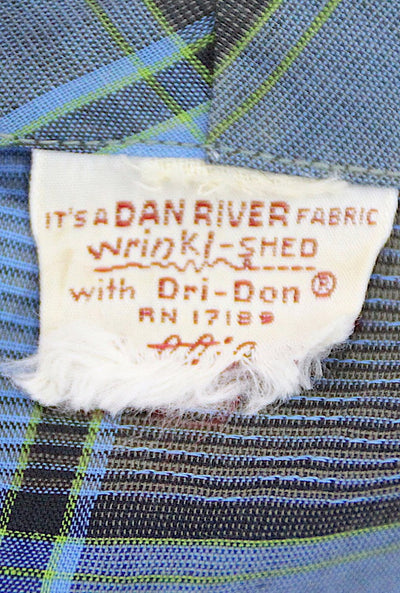 IT'S A DAN RIVER FABRIC
Wrinkl-SHED
with Dri-Don®
RN 17189